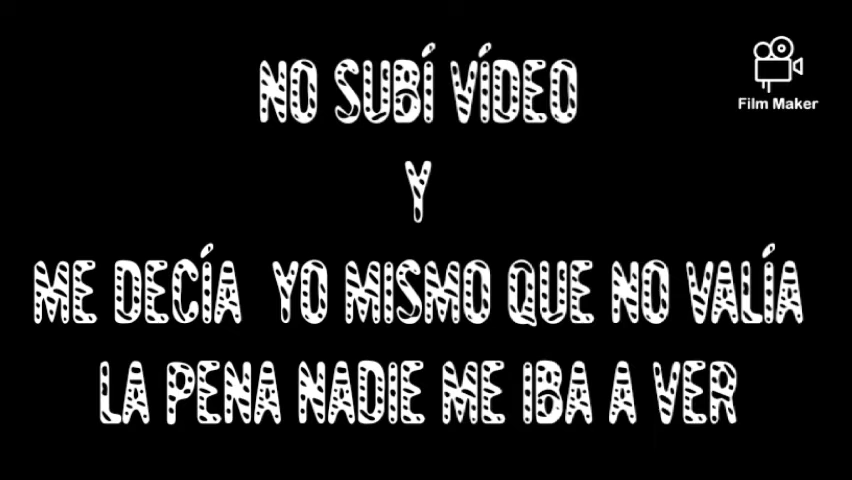 NO SUBÍ VÍDEO
Film Maker
Y
ME DECÍA YO MISMO QUE NO VALÍA
LA PENA NADIE ME IBA A VER